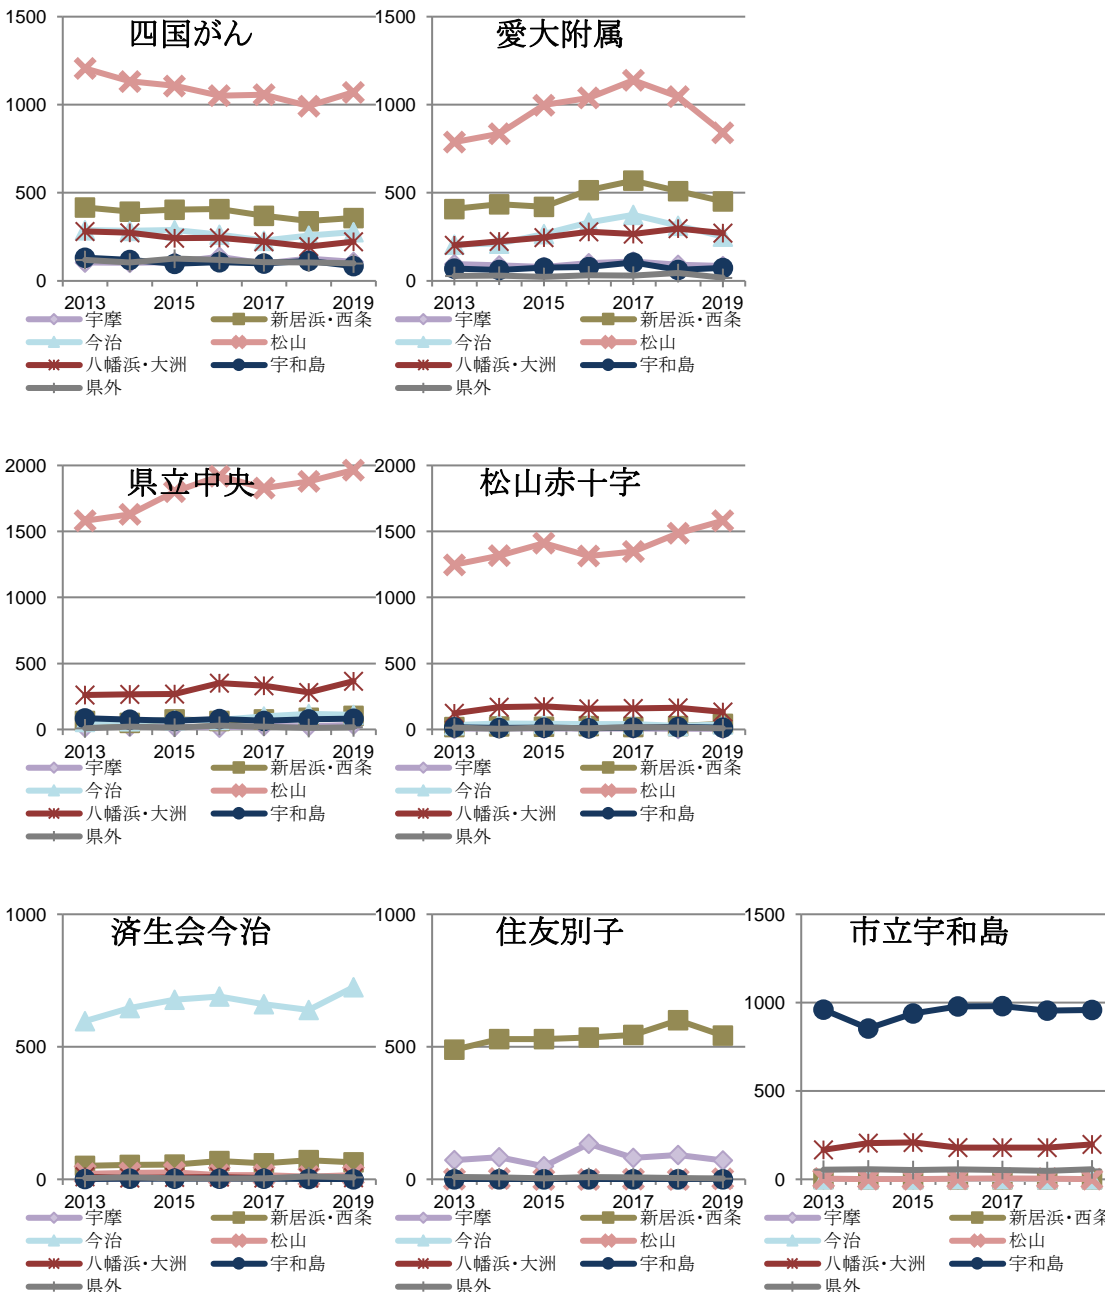 四国がん
1500
1000
500
0
2013 2015 2017 2019
宇摩 新居浜・西条
今治 松山
八幡浜・大洲 宇和島
県外
愛大附属
1500
1000
500
0
2013 2015 2017 2019
宇摩 新居浜・西条
今治 松山
八幡浜・大洲 宇和島
県外
県立中央
2000
1500
1000
500
0
2013 2015 2017 2019
宇摩 新居浜・西条
今治 松山
八幡浜・大洲 宇和島
県外
松山赤十字
2000
1500
1000
500
0
2013 2015 2017 2019
宇摩 新居浜・西条
今治 松山
八幡浜・大洲 宇和島
県外
済生会今治
1000
500
0
2013 2015 2017 2019
宇摩 新居浜・西条
今治 松山
八幡浜・大洲 宇和島
県外
住友別子
1000
500
0
2013 2015 2017 2019
宇摩 新居浜・西条
今治 松山
八幡浜・大洲 宇和島
県外
市立宇和島
1500
1000
500
0
2013 2015 2017
宇摩 新居浜・西条
今治 松山
八幡浜・大洲 宇和島
県外